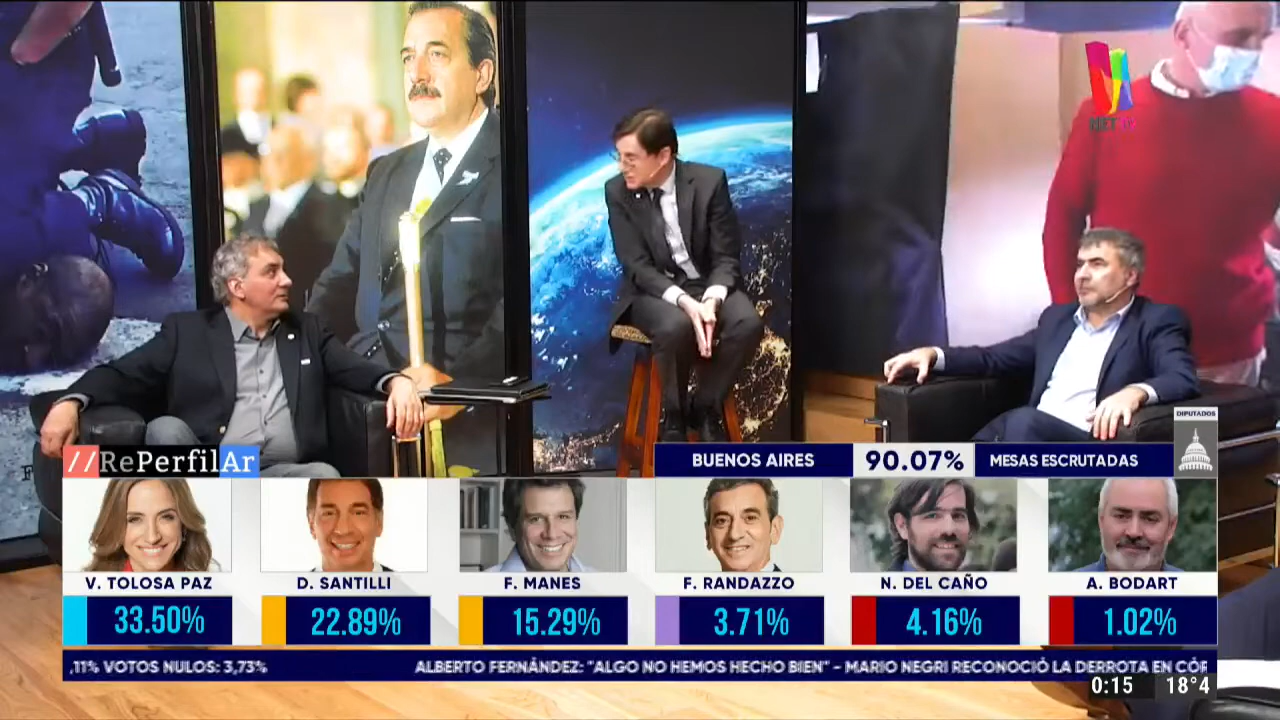 NET TV
//RePerfilAr
BUENOS AIRES
90.07%
MESAS ESCRUTADAS
DIPUTADOS
V. TOLOSA PAZ
D. SANTILLI
F. MANES
F. RANDAZZO
N. DEL CAÑO
A. BODART
33.50%
22.89%
15.29%
3.71%
4.16%
1.02%
,11% VOTOS NULOS: 3,73%
ALBERTO FERNÁNDEZ: "ALGO NO HEMOS HECHO BIEN" - MARIO NEGRI RECONOCIÓ LA DERROTA EN CÓR
0:15
18°4